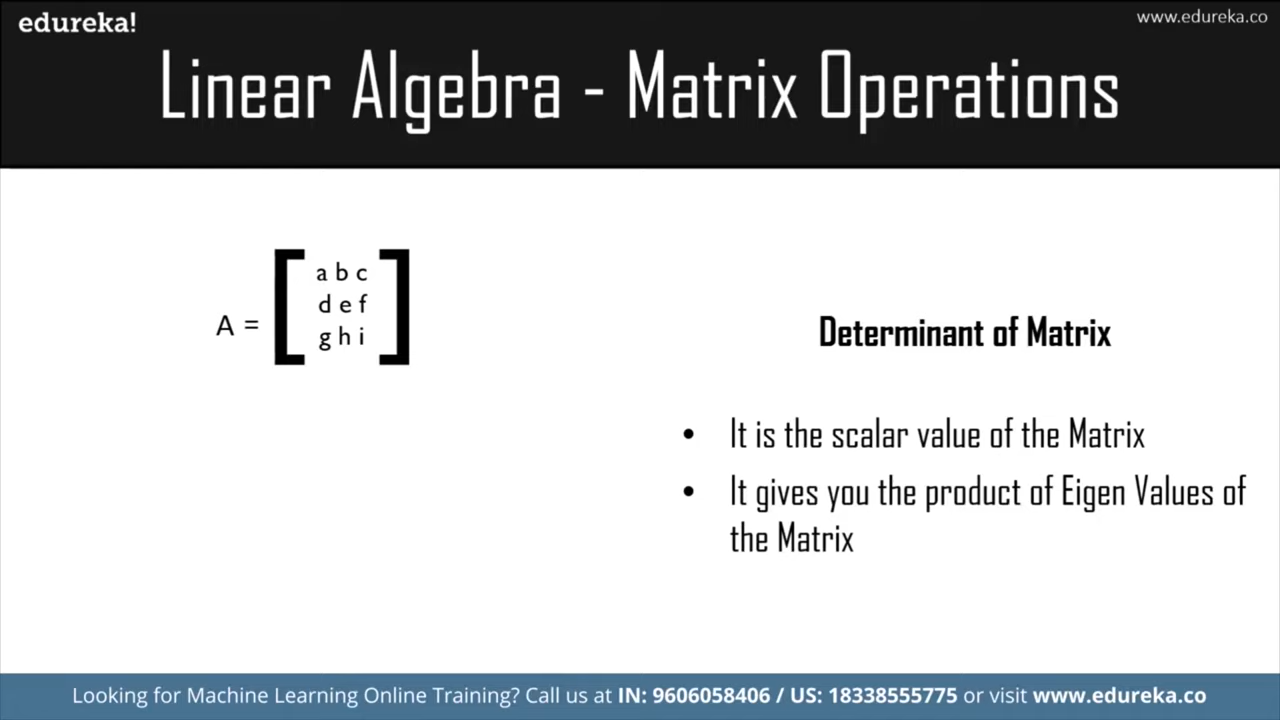 edureka!
www.edureka.co
Linear Algebra - Matrix Operations
a b c
d e f
A =
g h i
Determinant of Matrix
• It is the scalar value of the Matrix
• It gives you the product of Eigen Values of
the Matrix
Looking for Machine Learning Online Training? Call us at IN: 9606058406 / US: 18338555775 or visit www.edureka.co